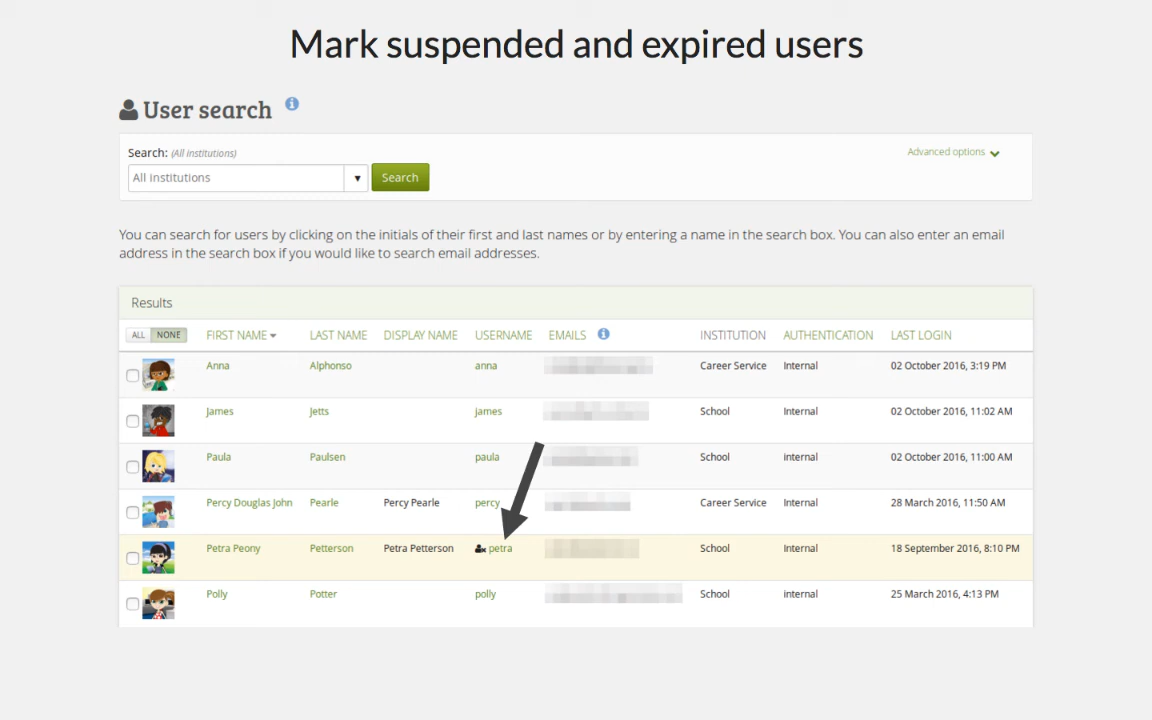 Mark suspended and expired users
User search
Search: (All institutions)
Advanced options
All institutions
Search
You can search for users by clicking on the initials of their first and last names or by entering a name in the search box. You can also enter an email
address in the search box if you would like to search email addresses.
Results
ALL NONE FIRST NAME LAST NAME DISPLAY NAME USERNAME EMAILS INSTITUTION AUTHENTICATION LAST LOGIN
Anna Alphonso anna Career Service Internal 02 October 2016, 3:19 PM
James Jetts james School Internal 02 October 2016, 11:02 AM
Paula Paulsen paula School Internal 02 October 2016, 11:00 AM
Percy Douglas John Pearle Percy Pearle percy Career Service Internal 28 March 2016, 11:50 AM
Petra Peony Petterson Petra Petterson petra School Internal 18 September 2016, 8:10 PM
Polly Potter polly School internal 25 March 2016, 4:13 PM